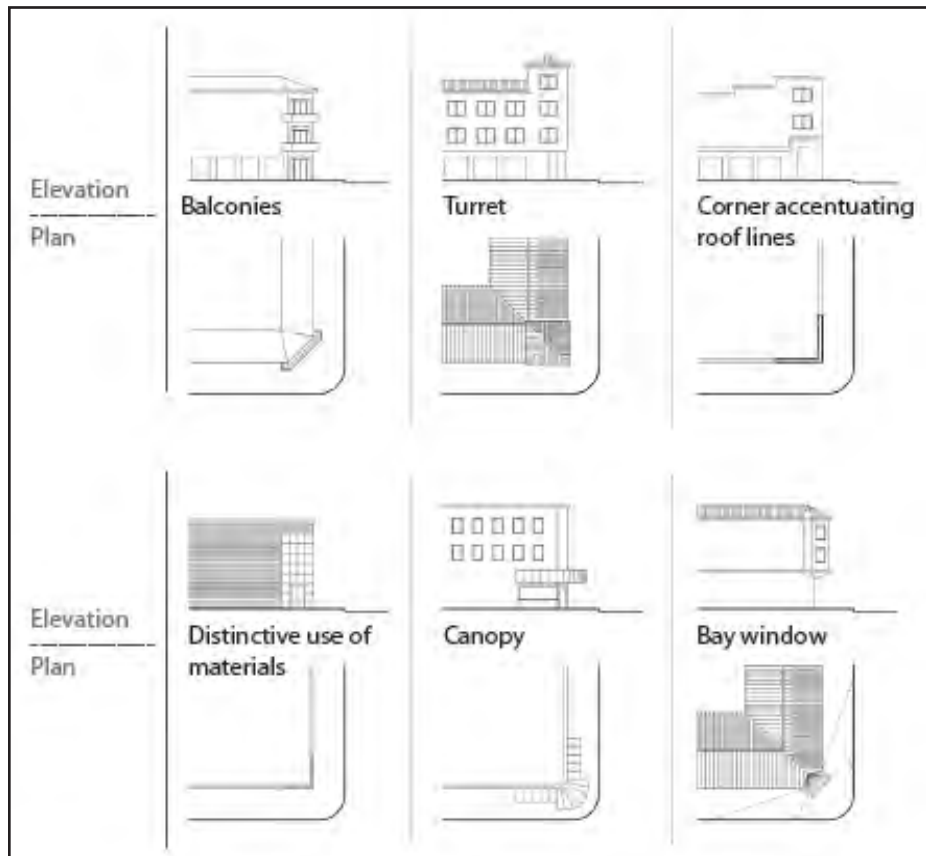 Elevation
Plan
Balconies
Turret
Corner accentuating
roof lines
Elevation
Plan
Distinctive use of
materials
Canopy
Bay window